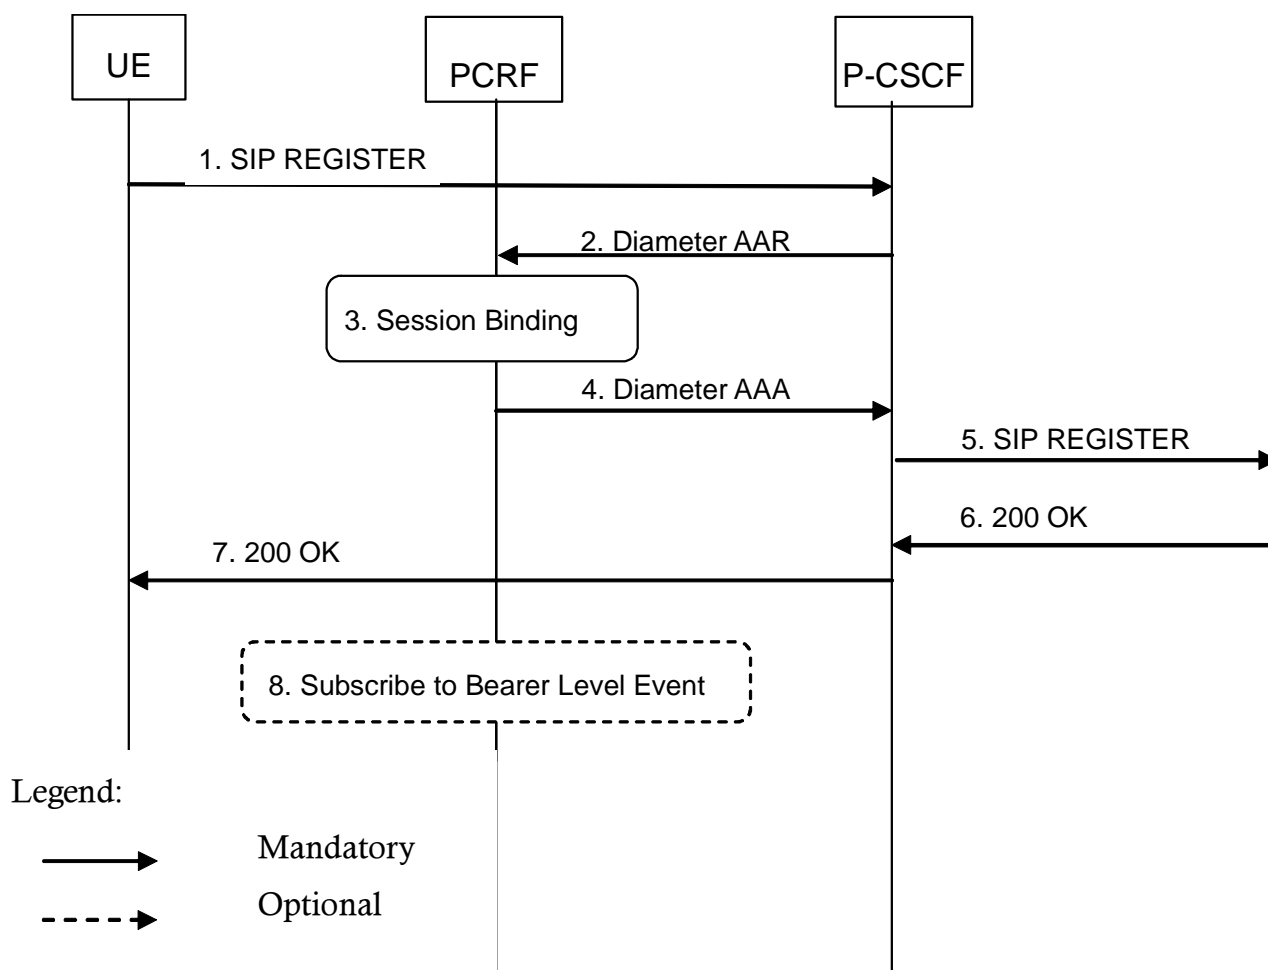 UE
PCRF
P-CSCF
1. SIP REGISTER
2. Diameter AAR
3. Session Binding
4. Diameter AAA
5. SIP REGISTER
6. 200 OK
7. 200 OK
8. Subscribe to Bearer Level Event
Legend:
Mandatory
Optional